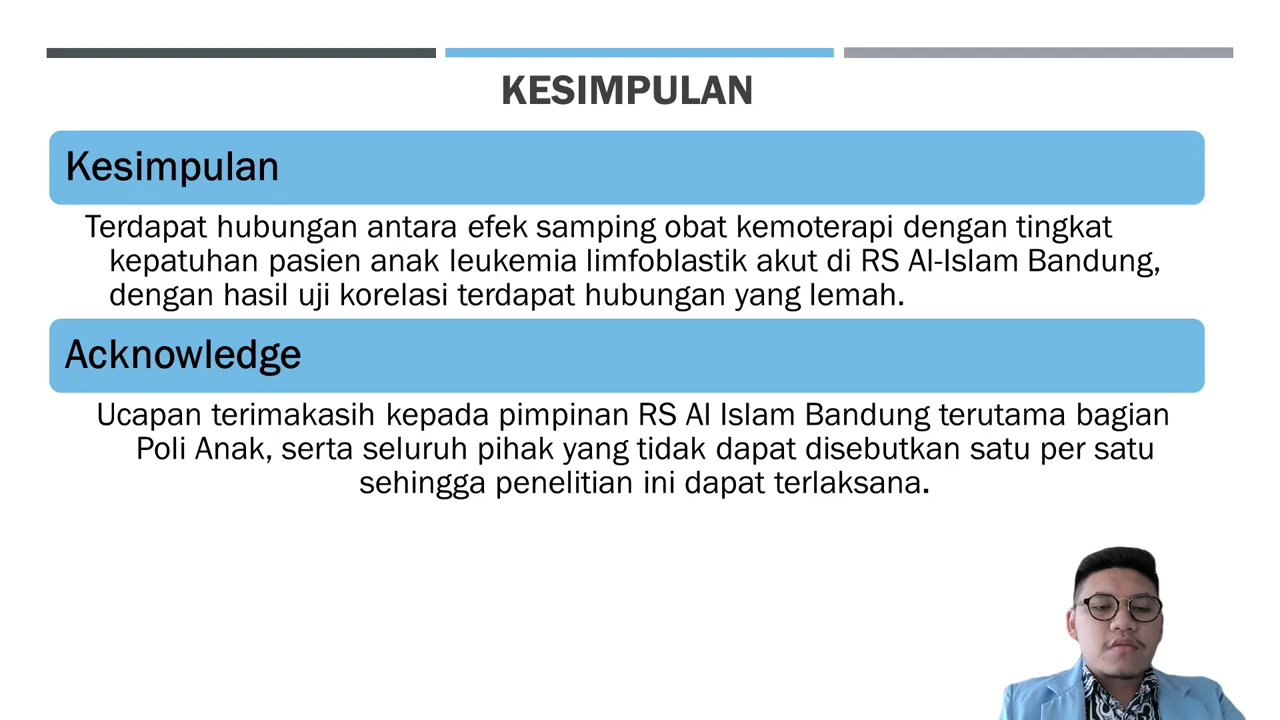 KESIMPULAN
Kesimpulan
Terdapat hubungan antara efek samping obat kemoterapi dengan tingkat
kepatuhan pasien anak leukemia limfoblastik akut di RS Al-Islam Bandung,
dengan hasil uji korelasi terdapat hubungan yang lemah.
Acknowledge
Ucapan terimakasih kepada pimpinan RS Al Islam Bandung terutama bagian
Poli Anak, serta seluruh pihak yang tidak dapat disebutkan satu per satu
sehingga penelitian ini dapat terlaksana.